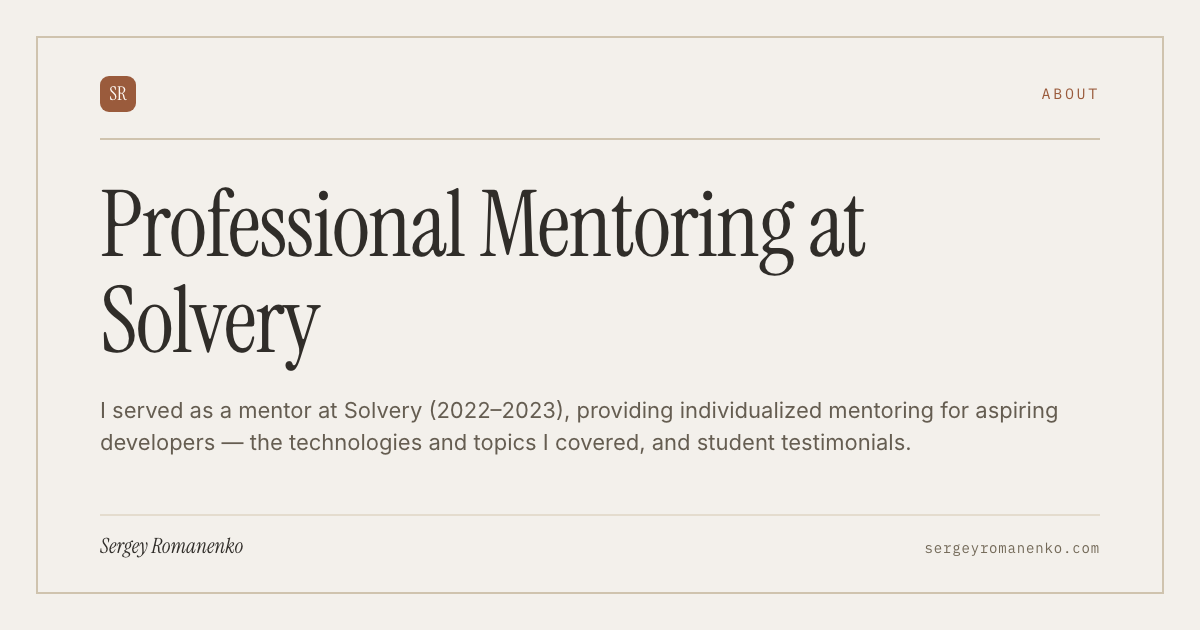 SR
ABOUT
Professional Mentoring at
Solvery
I served as a mentor at Solvery (2022–2023), providing individualized mentoring for aspiring
developers — the technologies and topics I covered, and student testimonials.
Sergey Romanenko
sergeyromanenko.com